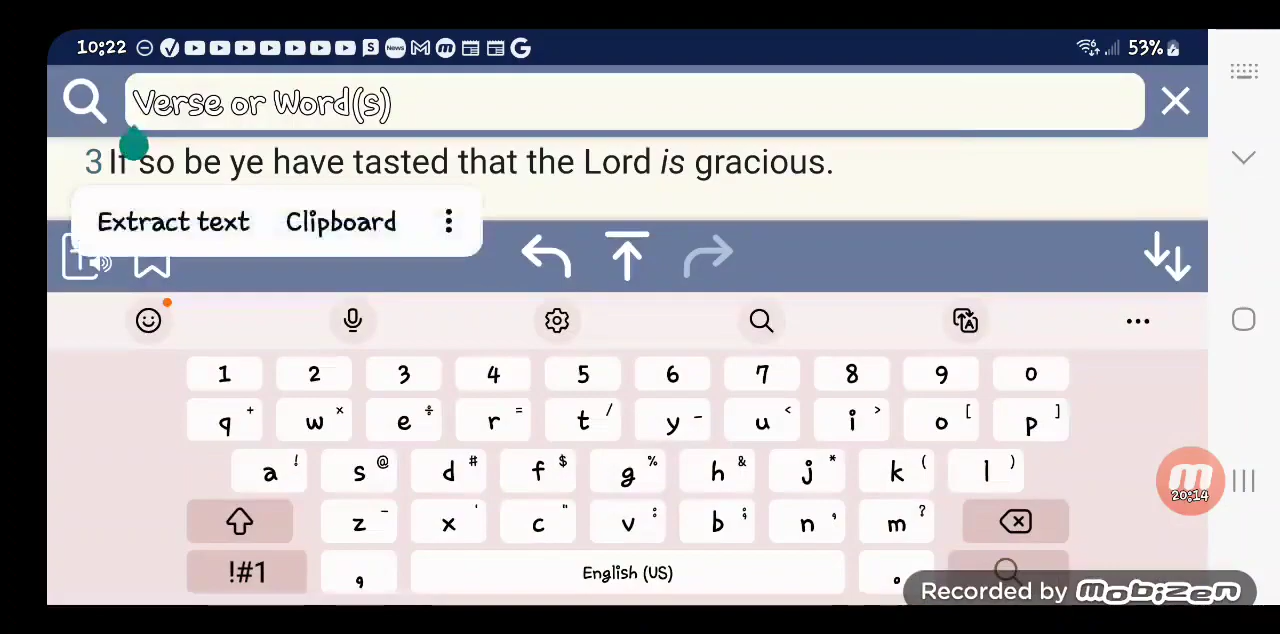 10:22 S News M m G 6 53%
Verse or Word(s)
3 If so be ye have tasted that the Lord is gracious.
Extract text Clipboard
T
A
1 2 3 4 5 6 7 8 9 0
q + w × e ÷ r = t / y - u < i > o [ p ]
a ! s @ d # f $ g % h & j * k ( l )
z - x ' c " v : b ; n , m ?
m
20:14
!#1 , English (US) .
Recorded by mobizen